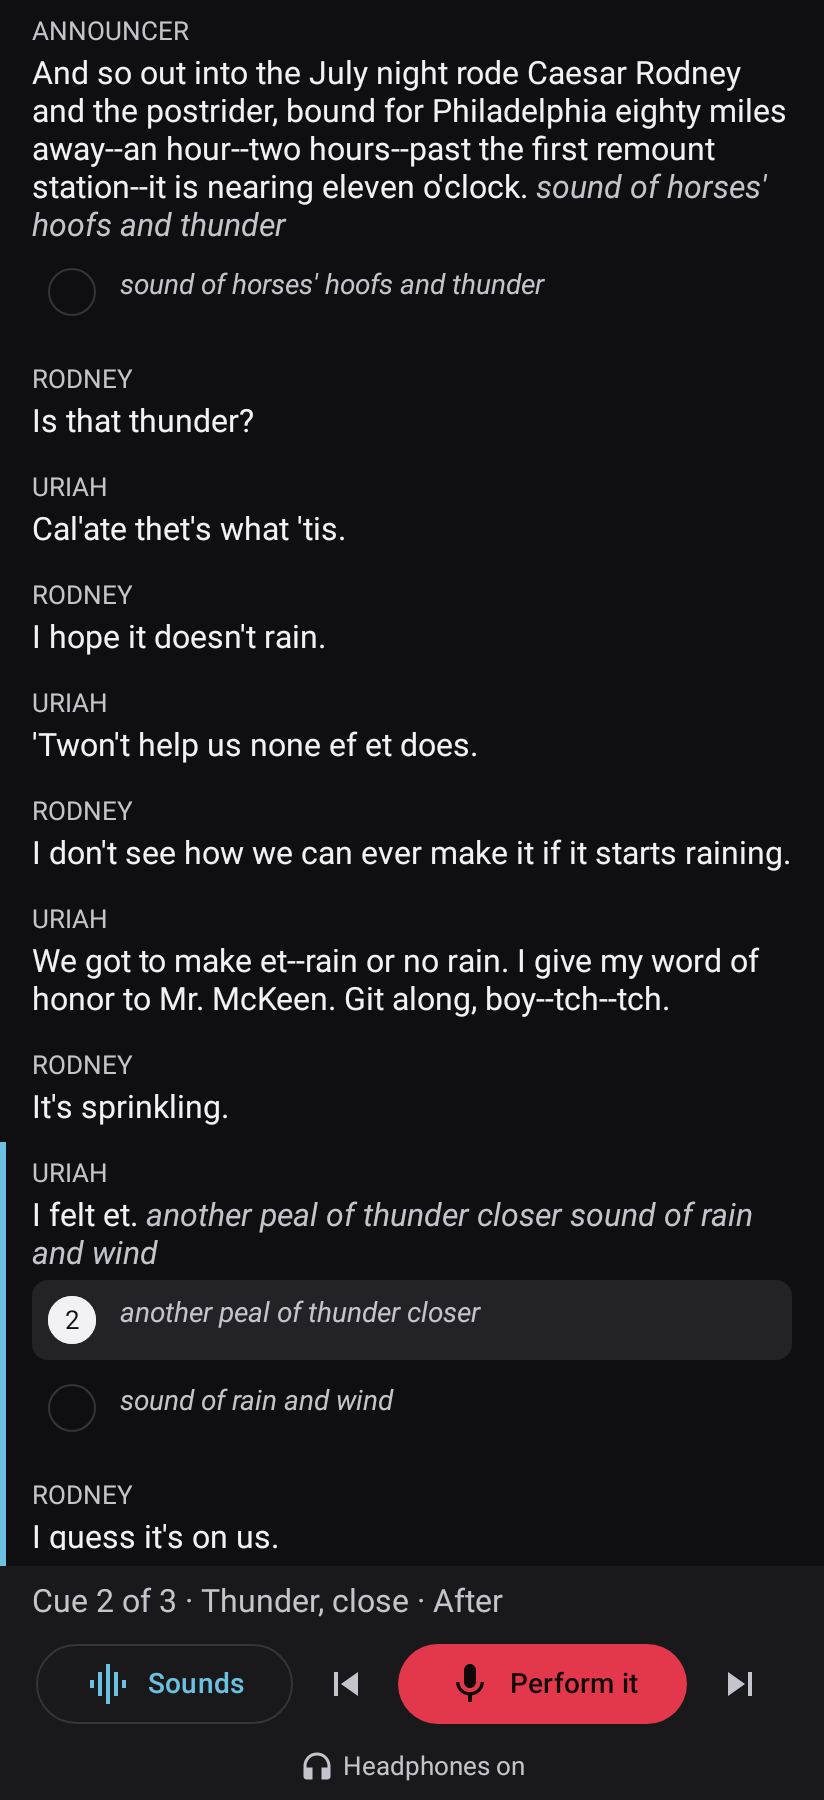 ANNOUNCER
And so out into the July night rode Caesar Rodney
and the postrider, bound for Philadelphia eighty miles
away--an hour--two hours--past the first remount
station--it is nearing eleven o'clock. sound of horses'
hoofs and thunder
sound of horses' hoofs and thunder
RODNEY
Is that thunder?
URIAH
Cal'ate thet's what 'tis.
RODNEY
I hope it doesn't rain.
URIAH
'Twon't help us none ef et does.
RODNEY
I don't see how we can ever make it if it starts raining.
URIAH
We got to make et--rain or no rain. I give my word of
honor to Mr. McKeen. Git along, boy--tch--tch.
RODNEY
It's sprinkling.
URIAH
I felt et. another peal of thunder closer sound of rain
and wind
2 another peal of thunder closer
sound of rain and wind
RODNEY
I guess it's on us.
Cue 2 of 3 · Thunder, close · After
Sounds Perform it
Headphones on